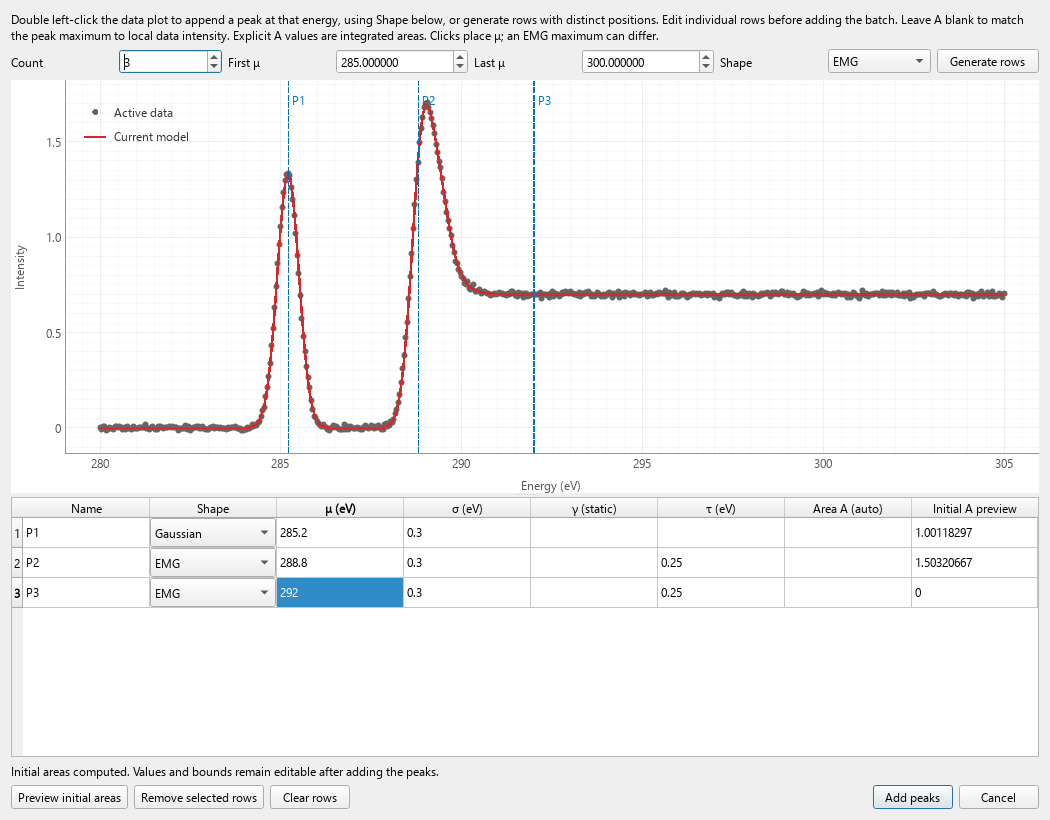 Double left-click the data plot to append a peak at that energy, using Shape below, or generate rows with distinct positions. Edit individual rows before adding the batch. Leave A blank to match
the peak maximum to local data intensity. Explicit A values are integrated areas. Clicks place μ; an EMG maximum can differ.
Count 3 First μ 285.000000 Last μ 300.000000 Shape EMG Generate rows
P1 P2 P3
Active data
Current model
1.5
1.0
0.5
0
Intensity
280 285 290 295 300 305
Energy (eV)
Name Shape μ (eV) σ (eV) γ (static) τ (eV) Area A (auto) Initial A preview
1 P1 Gaussian 285.2 0.3 1.00118297
2 P2 EMG 288.8 0.3 0.25 1.50320667
3 P3 EMG 292 0.3 0.25 0
Initial areas computed. Values and bounds remain editable after adding the peaks.
Preview initial areas Remove selected rows Clear rows Add peaks Cancel